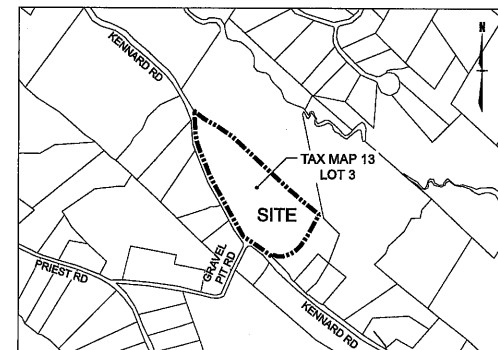 N
KENNARD RD
TAX MAP 13
LOT 3
SITE
GRAVEL
PIT RD
PRIEST RD
KENNARD RD